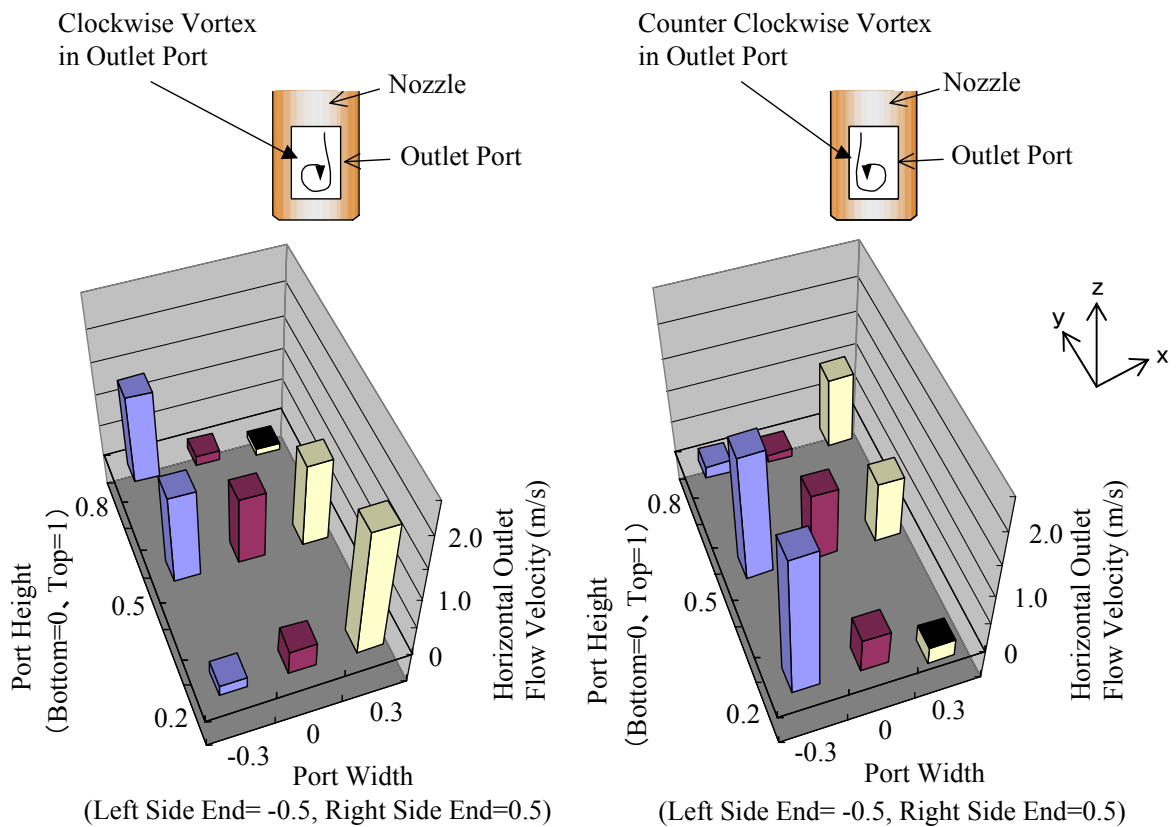 Clockwise Vortex
in Outlet Port
Nozzle
Outlet Port
0.8
0.5
0.2
Port Height
(Bottom=0、Top=1)
-0.3
0
0.3
Port Width
(Left Side End= -0.5, Right Side End=0.5)
2.0
1.0
0
Horizontal Outlet
Flow Velocity (m/s)
Counter Clockwise Vortex
in Outlet Port
Nozzle
Outlet Port
z
y
x
0.8
0.5
0.2
Port Height
(Bottom=0、Top=1)
-0.3
0
0.3
Port Width
(Left Side End= -0.5, Right Side End=0.5)
2.0
1.0
0
Horizontal Outlet
Flow Velocity (m/s)